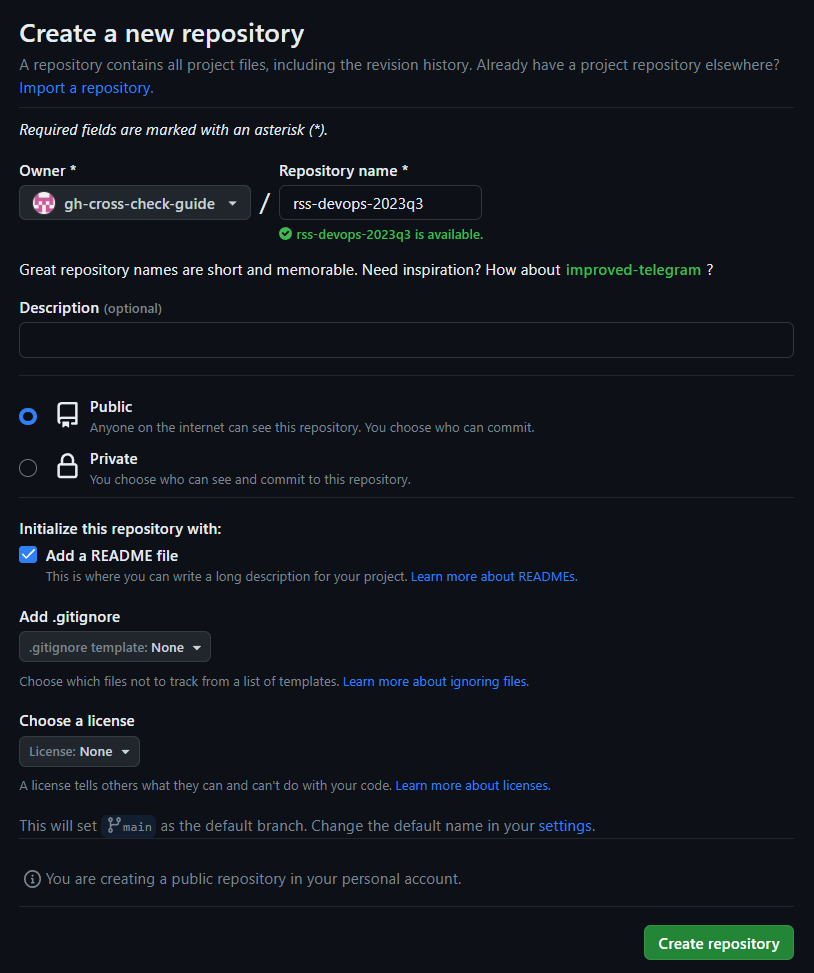 Create a new repository
A repository contains all project files, including the revision history. Already have a project repository elsewhere?
Import a repository.
Required fields are marked with an asterisk (*).
Owner *
Repository name *
gh-cross-check-guide
/
rss-devops-2023q3
rss-devops-2023q3 is available.
Great repository names are short and memorable. Need inspiration? How about improved-telegram ?
Description (optional)
Public
Anyone on the internet can see this repository. You choose who can commit.
Private
You choose who can see and commit to this repository.
Initialize this repository with:
Add a README file
This is where you can write a long description for your project. Learn more about READMEs.
Add .gitignore
.gitignore template: None
Choose which files not to track from a list of templates. Learn more about ignoring files.
Choose a license
License: None
A license tells others what they can and can't do with your code. Learn more about licenses.
This will set main as the default branch. Change the default name in your settings.
You are creating a public repository in your personal account.
Create repository